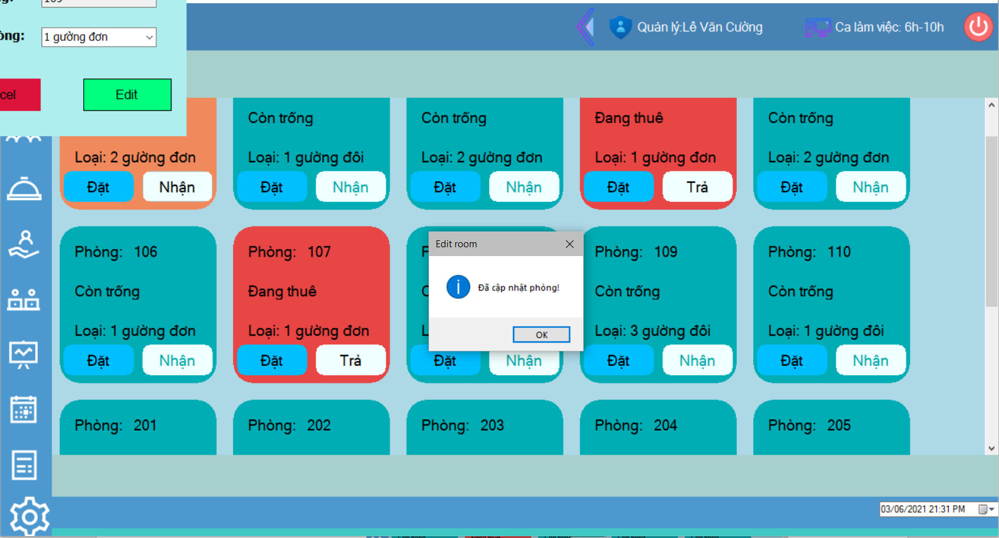 109
1 gường đơn
Edit
Quản lý:Lê Văn Cường
Ca làm việc: 6h-10h
Loại: 2 gường đơn
Đặt
Nhận
Còn trống
Loại: 1 gường đôi
Đặt
Nhận
Còn trống
Loại: 2 gường đơn
Đặt
Nhận
Đang thuê
Loại: 1 gường đơn
Đặt
Trả
Còn trống
Loại: 2 gường đơn
Đặt
Nhận
Phòng: 106
Còn trống
Loại: 1 gường đơn
Đặt
Nhận
Phòng: 107
Đang thuê
Loại: 1 gường đơn
Đặt
Trả
Edit room
Đã cập nhật phòng!
OK
Đặt
Nhận
Phòng: 109
Còn trống
Loại: 3 gường đôi
Đặt
Nhận
Phòng: 110
Còn trống
Loại: 1 gường đôi
Đặt
Nhận
Phòng: 201
Phòng: 202
Phòng: 203
Phòng: 204
Phòng: 205
03/06/2021 21:31 PM